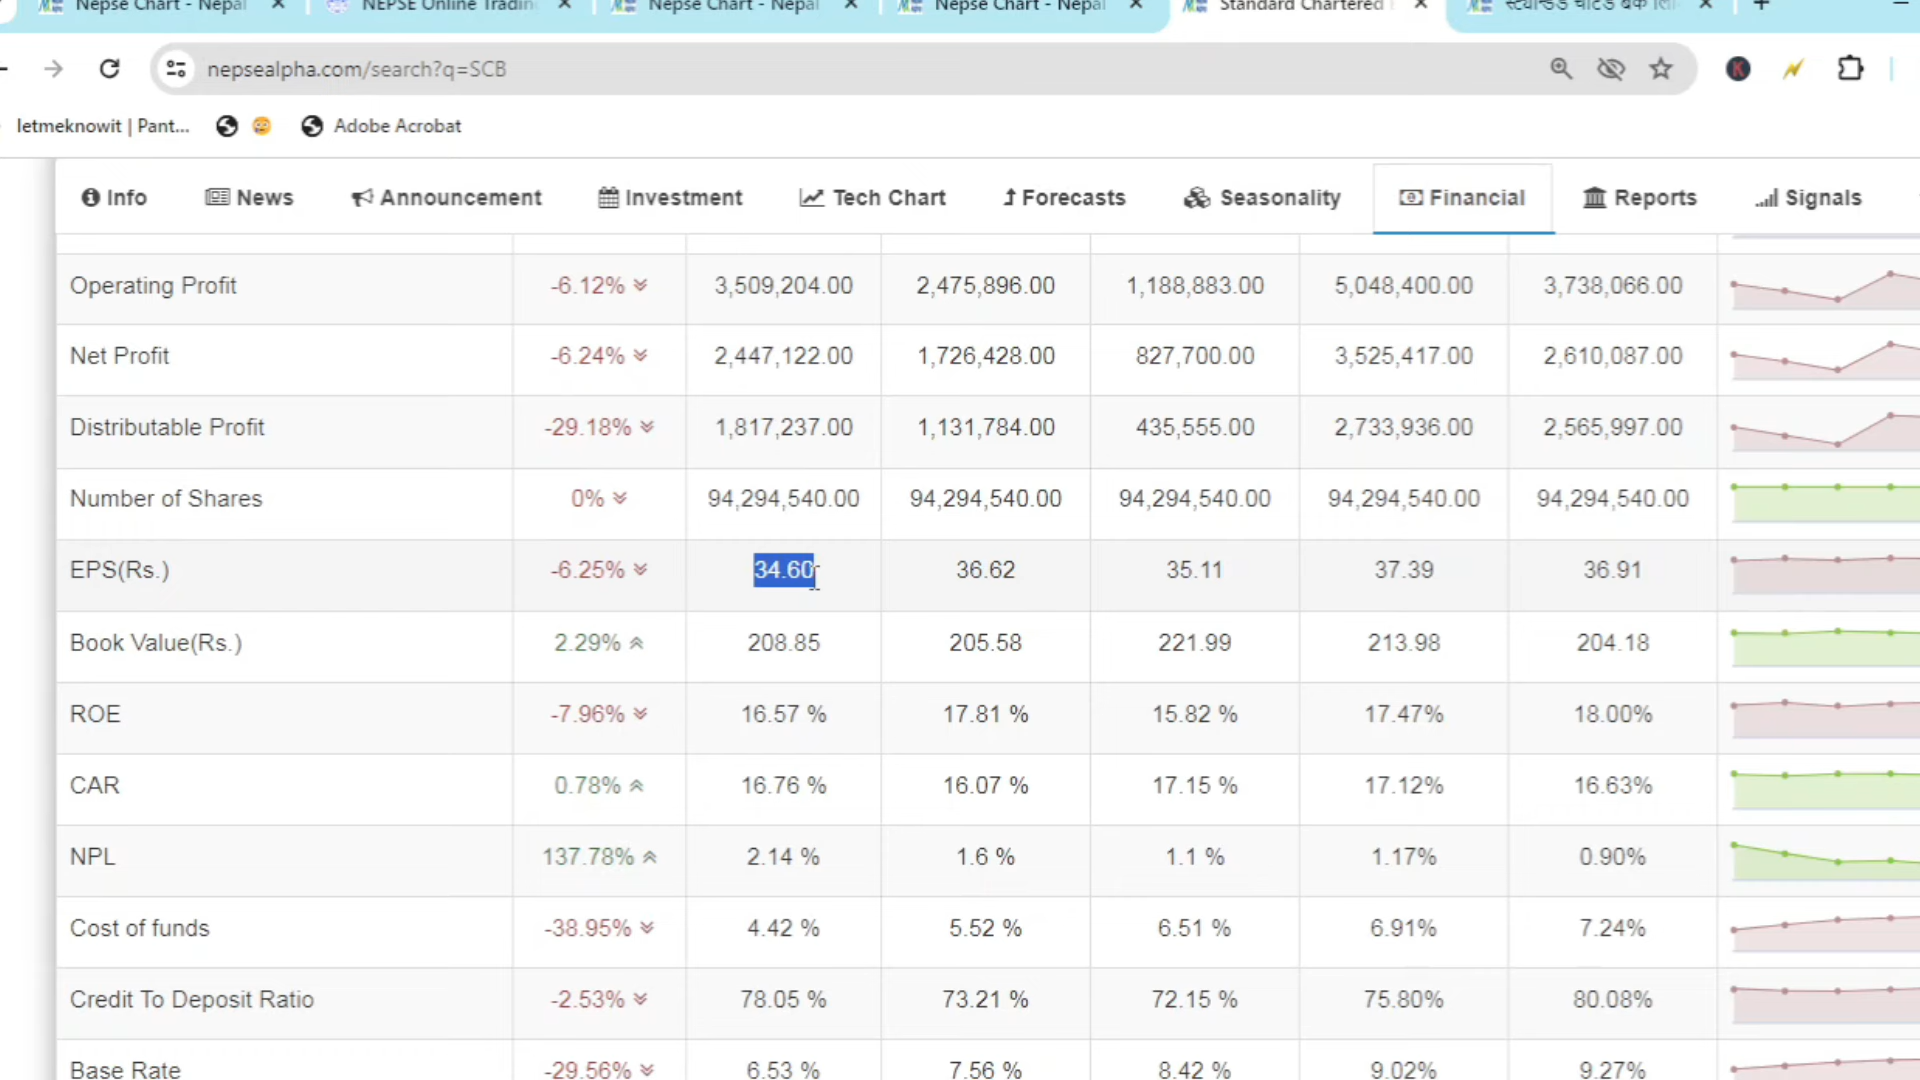 Nepse Chart - Nepal
NEPSE Online Tradin
Nepse Chart - Nepal
Nepse Chart - Nepal
Standard Chartered
nepsealpha.com/search?q=SCB
K
letmeknowit | Pant...
Adobe Acrobat
Info News Announcement Investment Tech Chart Forecasts Seasonality Financial Reports Signals
Operating Profit -6.12% 3,509,204.00 2,475,896.00 1,188,883.00 5,048,400.00 3,738,066.00
Net Profit -6.24% 2,447,122.00 1,726,428.00 827,700.00 3,525,417.00 2,610,087.00
Distributable Profit -29.18% 1,817,237.00 1,131,784.00 435,555.00 2,733,936.00 2,565,997.00
Number of Shares 0% 94,294,540.00 94,294,540.00 94,294,540.00 94,294,540.00 94,294,540.00
EPS(Rs.) -6.25% 34.60 36.62 35.11 37.39 36.91
Book Value(Rs.) 2.29% 208.85 205.58 221.99 213.98 204.18
ROE -7.96% 16.57 % 17.81 % 15.82 % 17.47% 18.00%
CAR 0.78% 16.76 % 16.07 % 17.15 % 17.12% 16.63%
NPL 137.78% 2.14 % 1.6 % 1.1 % 1.17% 0.90%
Cost of funds -38.95% 4.42 % 5.52 % 6.51 % 6.91% 7.24%
Credit To Deposit Ratio -2.53% 78.05 % 73.21 % 72.15 % 75.80% 80.08%
Base Rate -29.56% 6.53 % 7.56 % 8.42 % 9.02% 9.27%